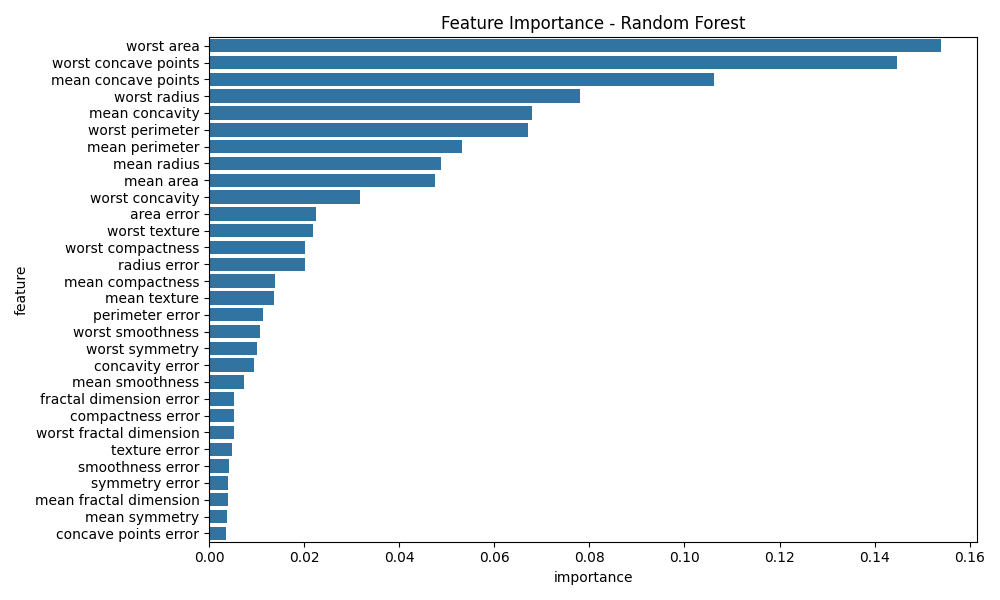 Feature Importance - Random Forest
feature
worst area
worst concave points
mean concave points
worst radius
mean concavity
worst perimeter
mean perimeter
mean radius
mean area
worst concavity
area error
worst texture
worst compactness
radius error
mean compactness
mean texture
perimeter error
worst smoothness
worst symmetry
concavity error
mean smoothness
fractal dimension error
compactness error
worst fractal dimension
texture error
smoothness error
symmetry error
mean fractal dimension
mean symmetry
concave points error
0.00 0.02 0.04 0.06 0.08 0.10 0.12 0.14 0.16
importance